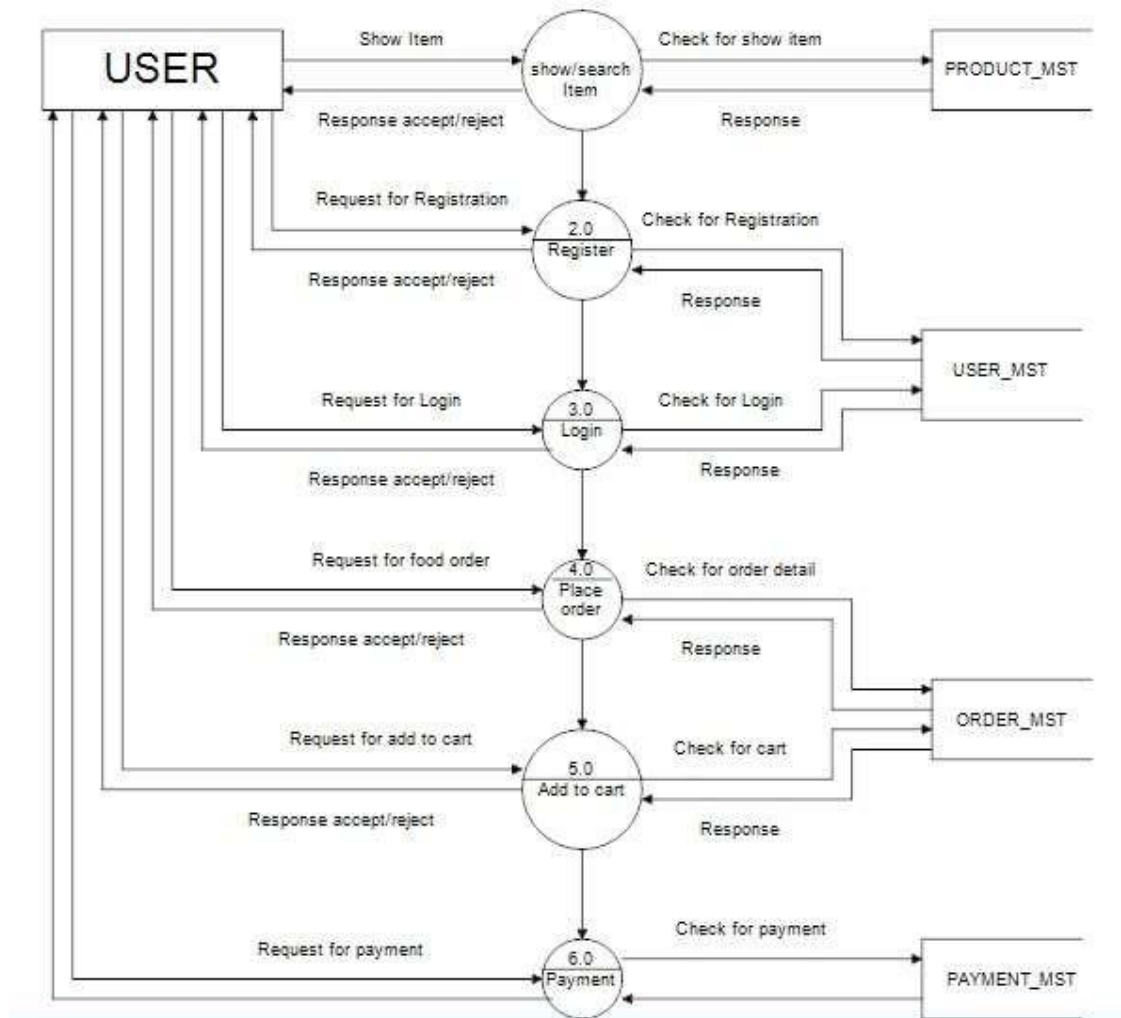 Show Item
Check for show item
USER
show/search
Item
PRODUCT_MST
Response accept/reject
Response
Request for Registration
2.0
Register
Check for Registration
Response accept/reject
Response
USER_MST
Request for Login
3.0
Login
Check for Login
Response accept/reject
Response
Request for food order
4.0
Place
order
Check for order detail
Response accept/reject
Response
ORDER_MST
Request for add to cart
5.0
Add to cart
Check for cart
Response accept/reject
Response
Request for payment
6.0
Payment
Check for payment
PAYMENT_MST